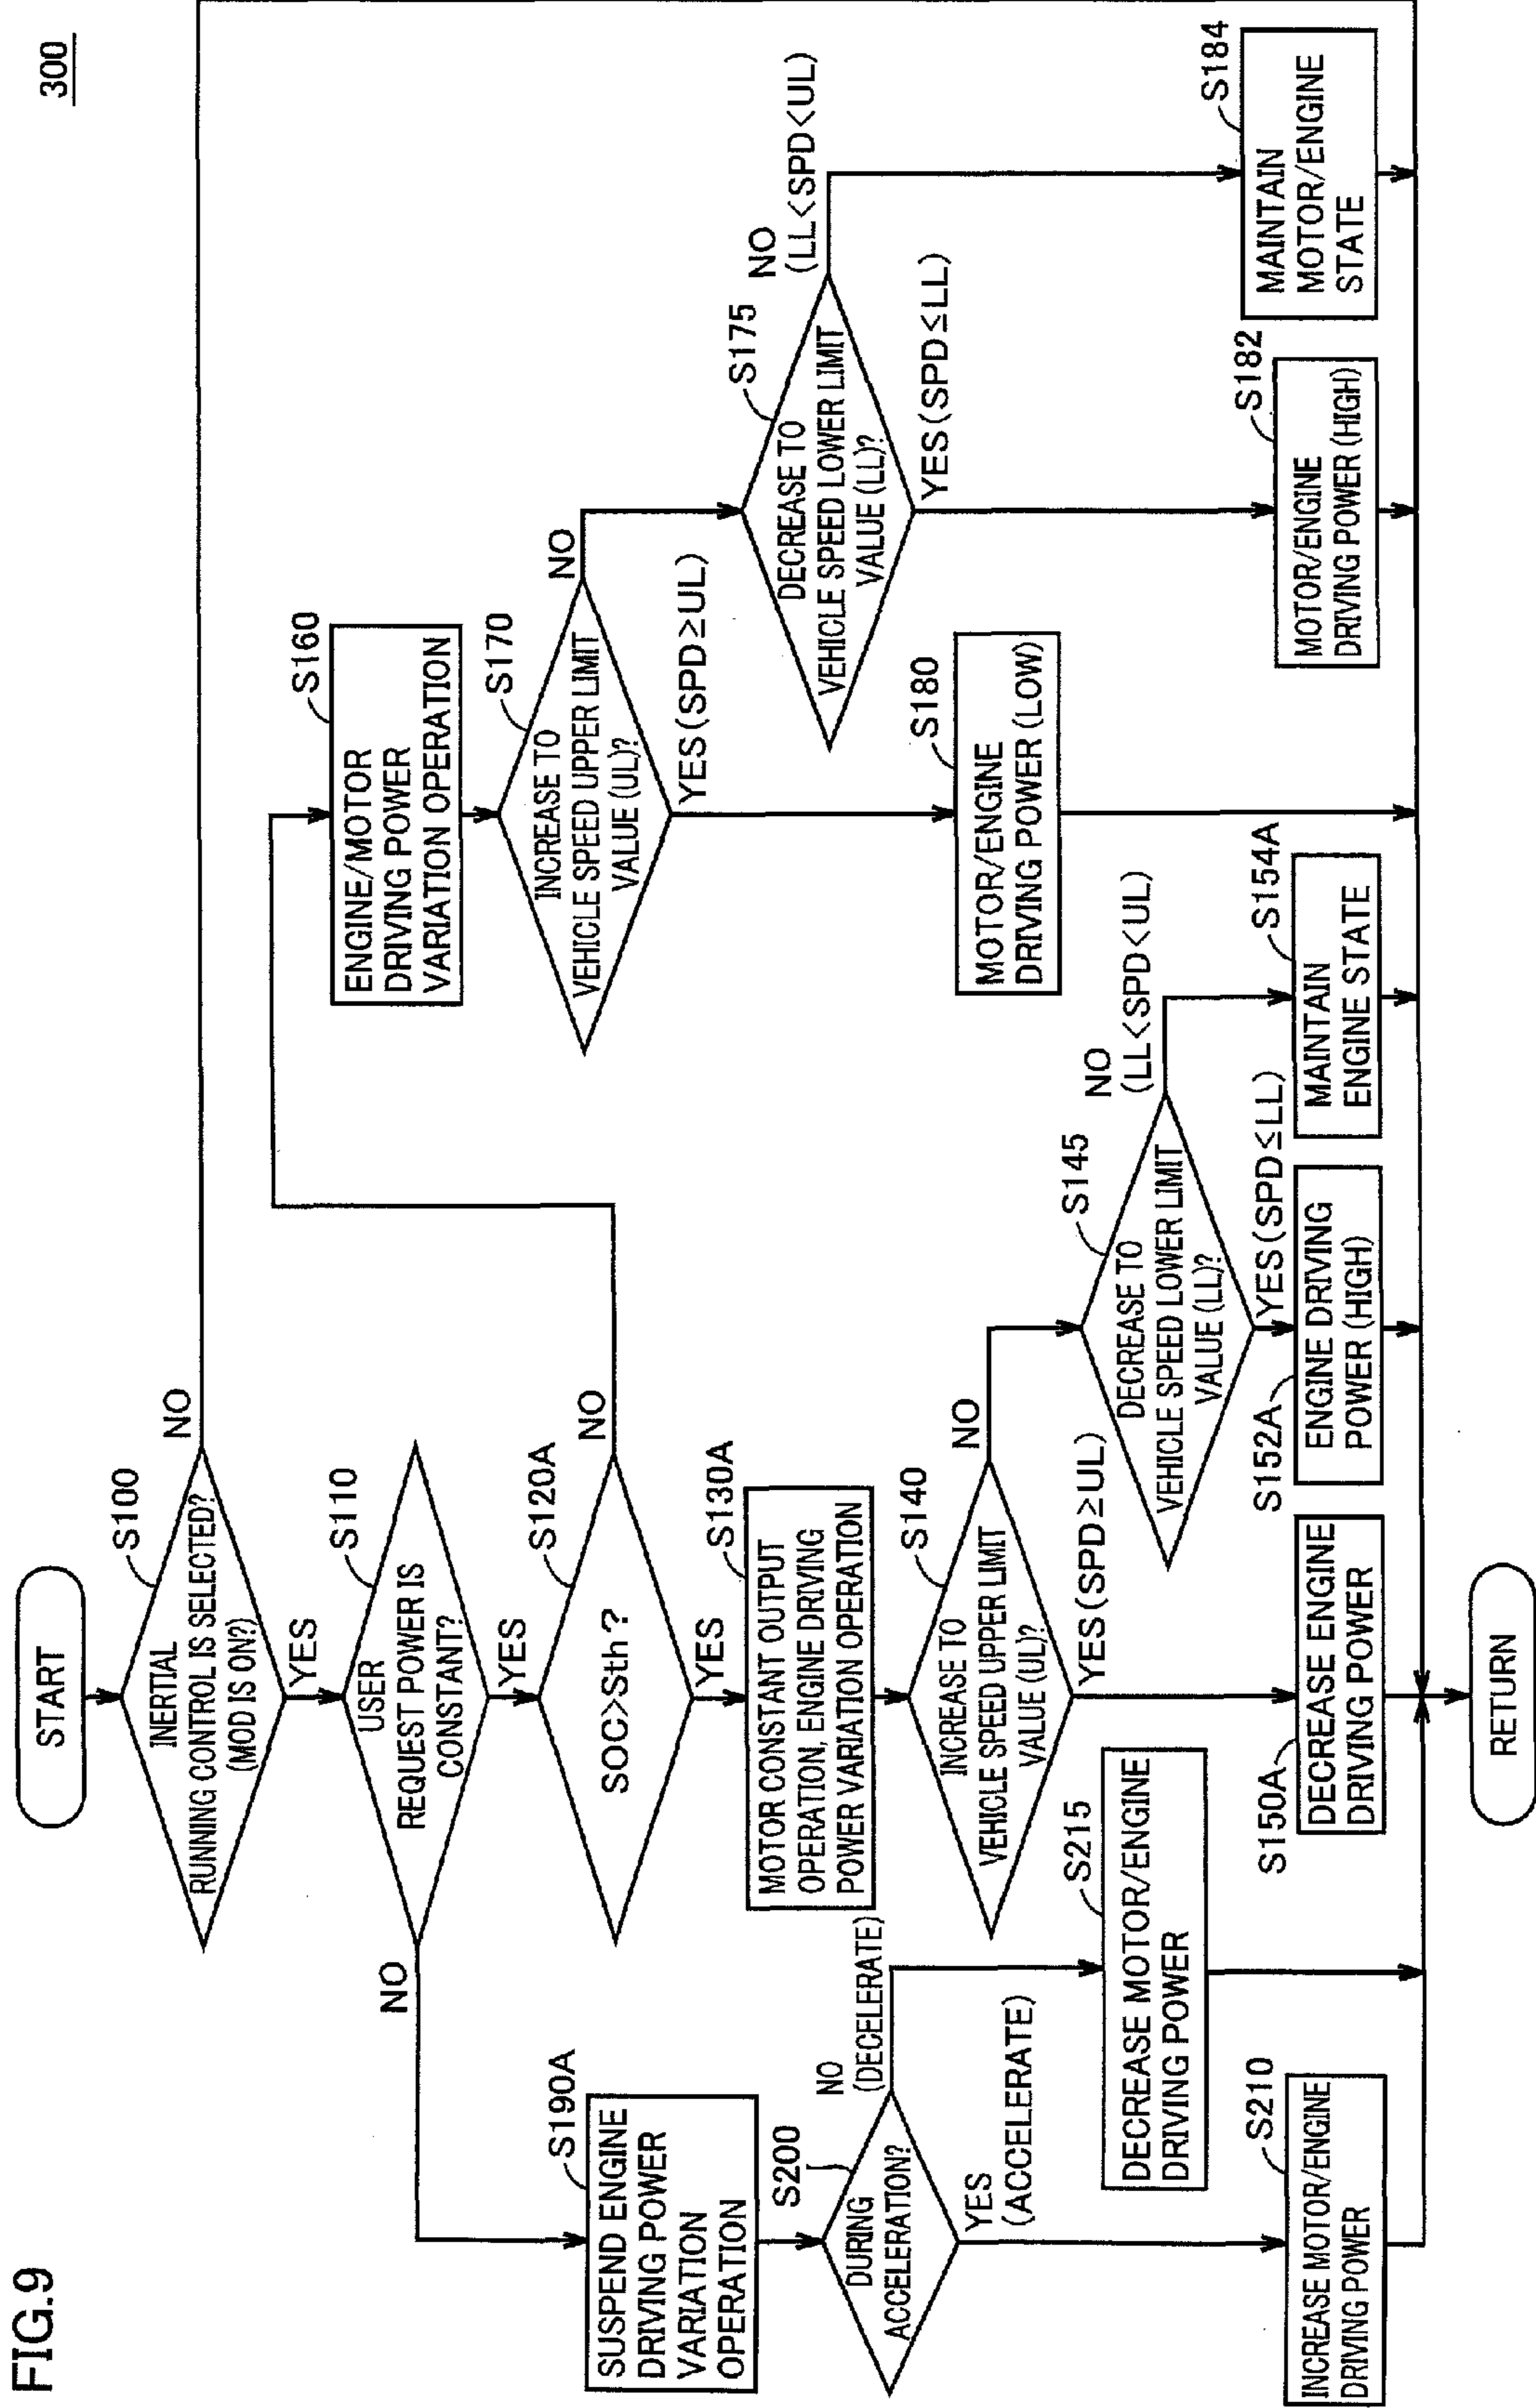 FIG.9
300
START
S100
INERTIAL
RUNNING CONTROL IS SELECTED?
(MOD IS ON?)
NO
YES
S110
USER
REQUEST POWER IS
CONSTANT?
NO
YES
S120A
SOC>Sth?
NO
YES
S130A
MOTOR CONSTANT OUTPUT
OPERATION, ENGINE DRIVING
POWER VARIATION OPERATION
S140
INCREASE TO
VEHICLE SPEED UPPER LIMIT
VALUE (UL)?
NO
YES(SPD≥UL)
S145
DECREASE TO
VEHICLE SPEED LOWER LIMIT
VALUE (LL)?
NO
(LL<SPD<UL)
YES(SPD≤LL)
S150A
DECREASE ENGINE
DRIVING POWER
S152A
ENGINE DRIVING
POWER (HIGH)
S154A
MAINTAIN
ENGINE STATE
S160
ENGINE/MOTOR
DRIVING POWER
VARIATION OPERATION
S170
INCREASE TO
VEHICLE SPEED UPPER LIMIT
VALUE (UL)?
NO
YES(SPD≥UL)
S175
DECREASE TO
VEHICLE SPEED LOWER LIMIT
VALUE (LL)?
NO
(LL<SPD<UL)
YES(SPD≤LL)
S180
MOTOR/ENGINE
DRIVING POWER (LOW)
S182
MOTOR/ENGINE
DRIVING POWER (HIGH)
S184
MAINTAIN
MOTOR/ENGINE
STATE
S190A
SUSPEND ENGINE
DRIVING POWER
VARIATION
OPERATION
S200
DURING
ACCELERATION?
NO
(DECELERATE)
YES
(ACCELERATE)
S215
DECREASE MOTOR/ENGINE
DRIVING POWER
S210
INCREASE MOTOR/ENGINE
DRIVING POWER
RETURN